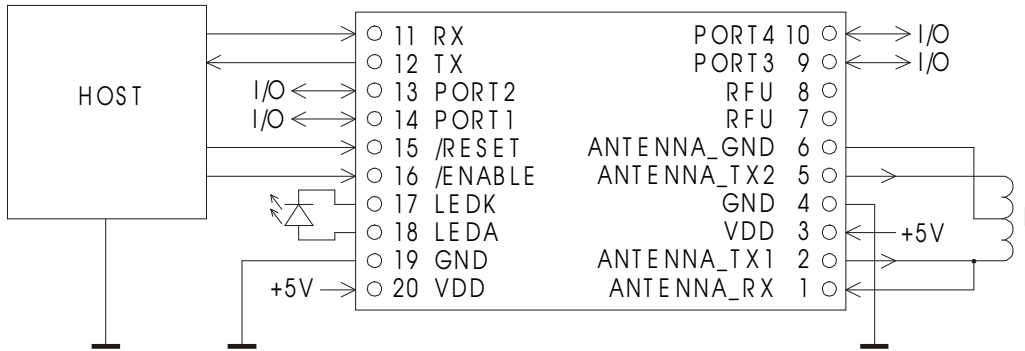 HOST
11 RX
12 TX
I/O 13 PORT2
I/O 14 PORT1
15 /RESET
16 /ENABLE
17 LEDK
18 LEDA
19 GND
+5V 20 VDD
PORT4 10 I/O
PORT3 9 I/O
RFU 8
RFU 7
ANTENNA_GND 6
ANTENNA_TX2 5
GND 4
VDD 3 +5V
ANTENNA_TX1 2
ANTENNA_RX 1